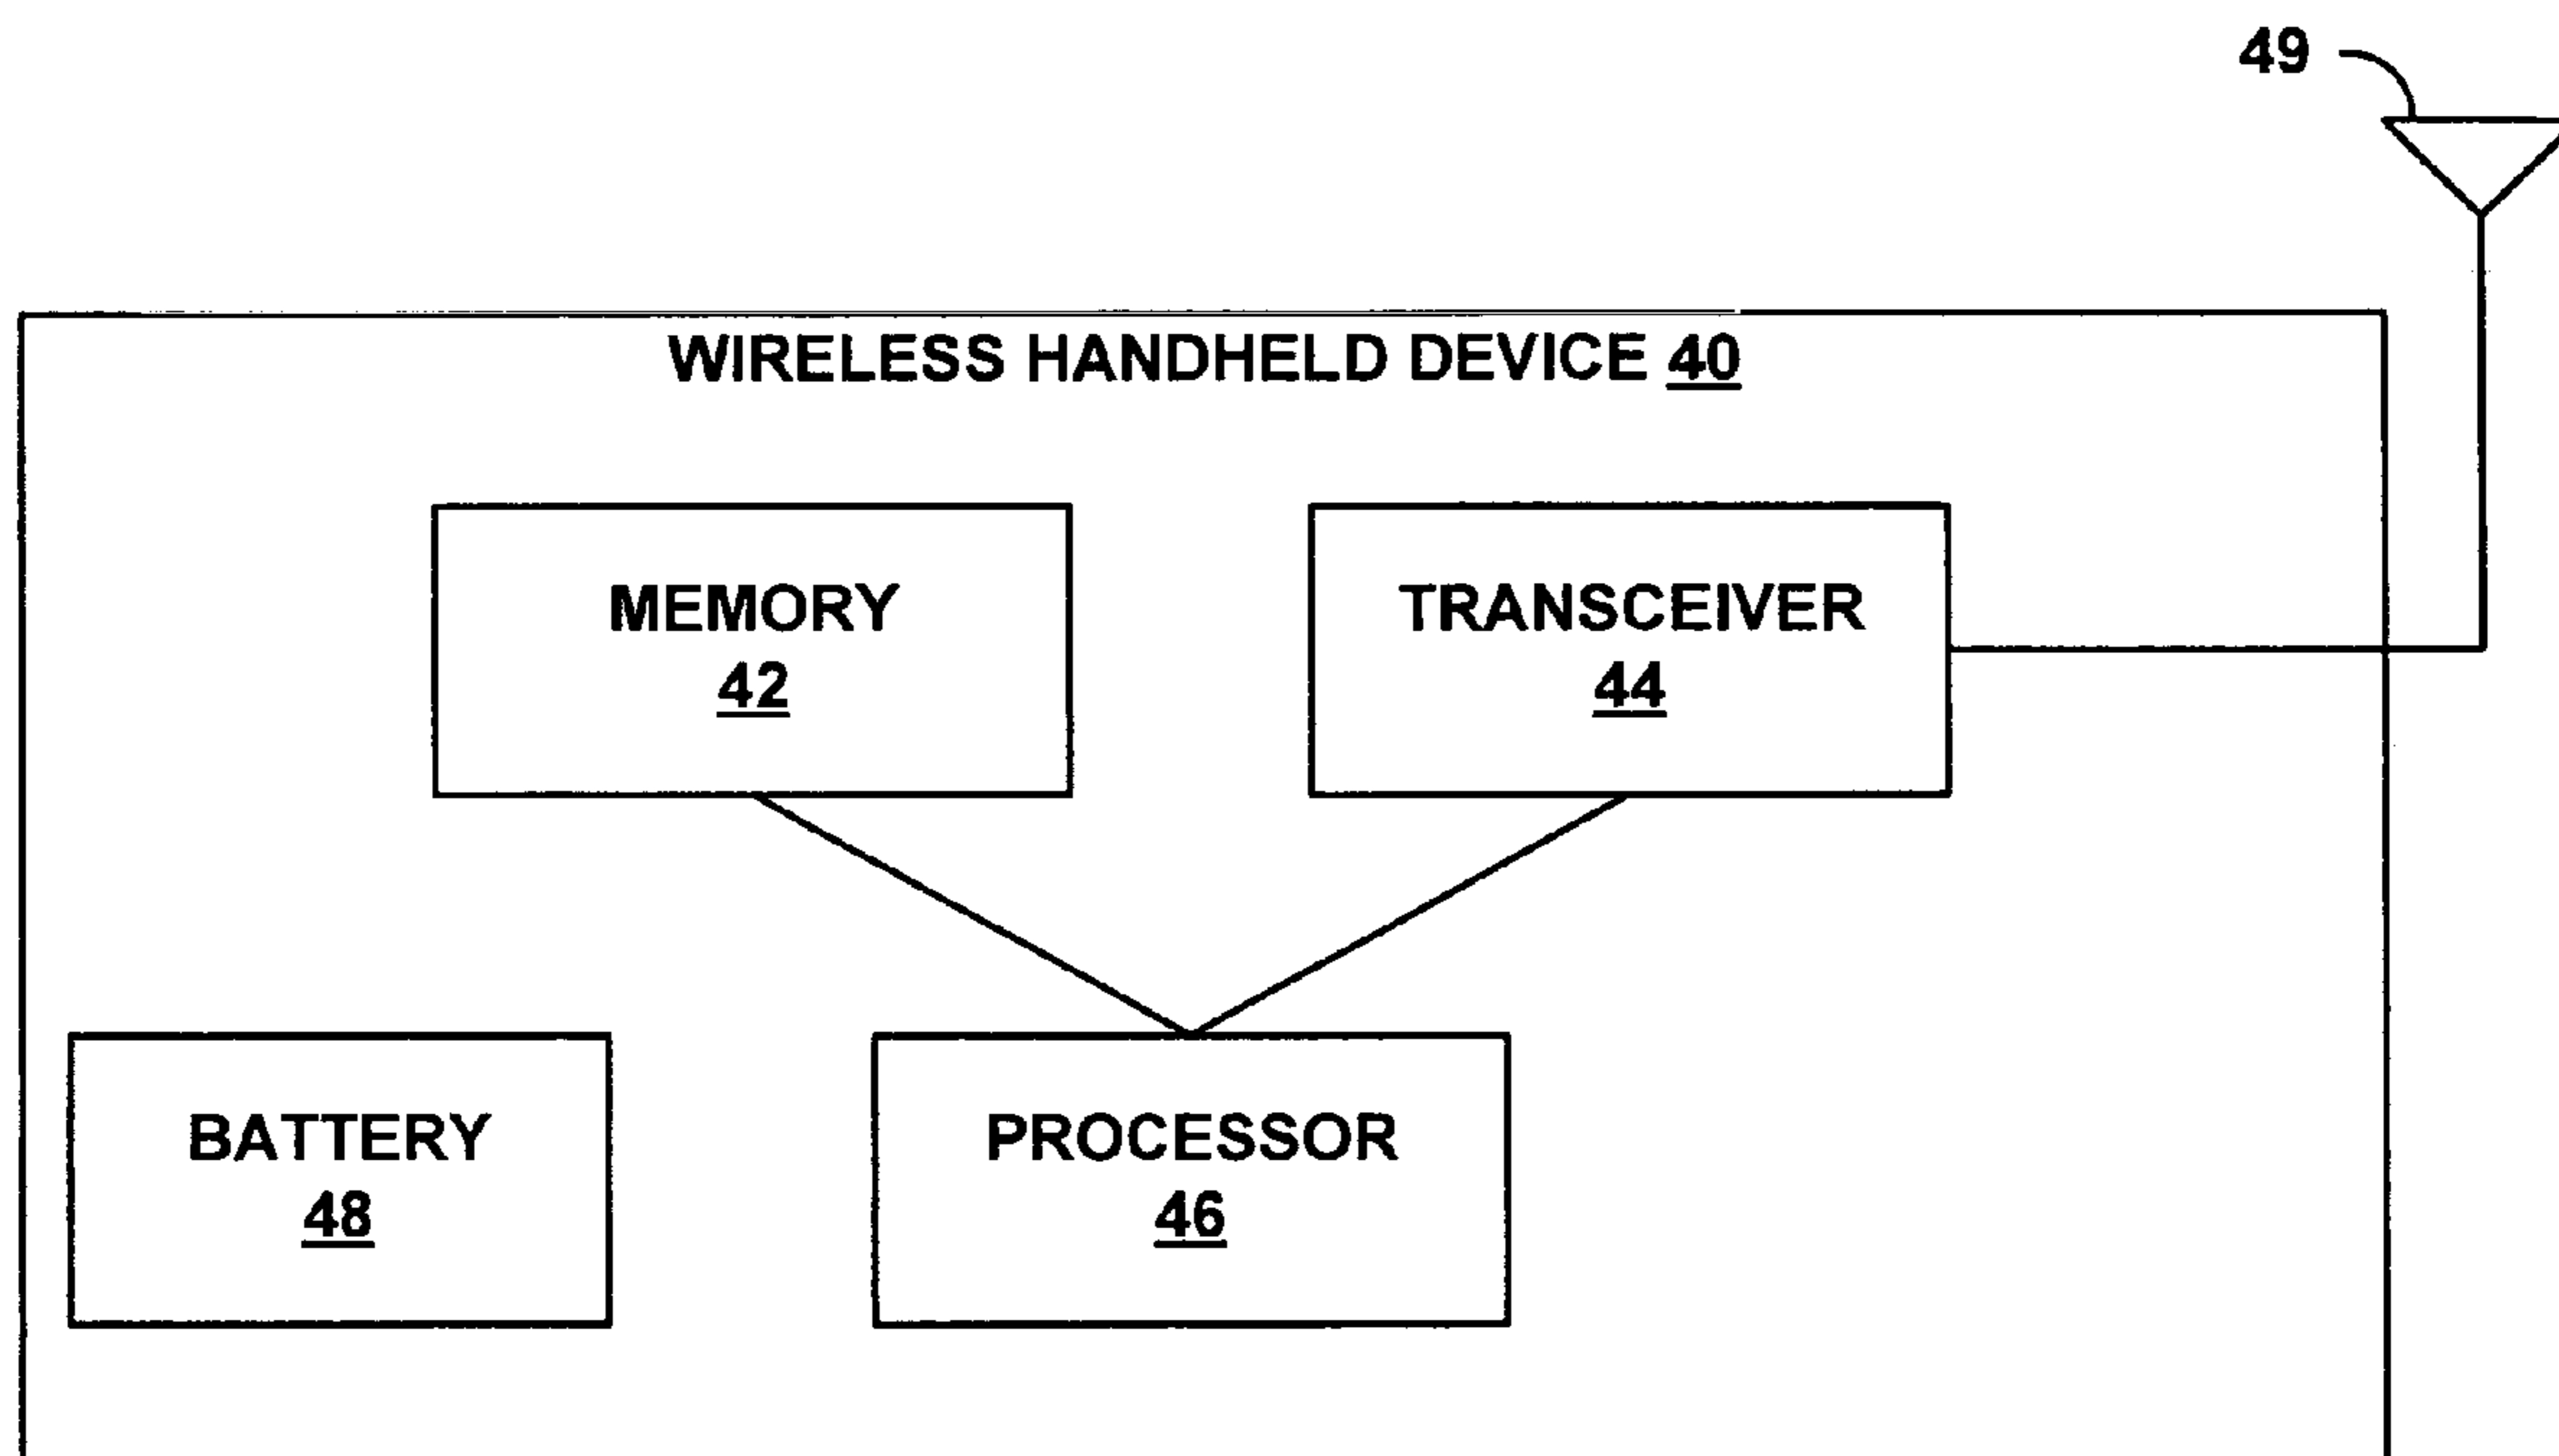 49
WIRELESS HANDHELD DEVICE 40
MEMORY
42
TRANSCEIVER
44
BATTERY
48
PROCESSOR
46